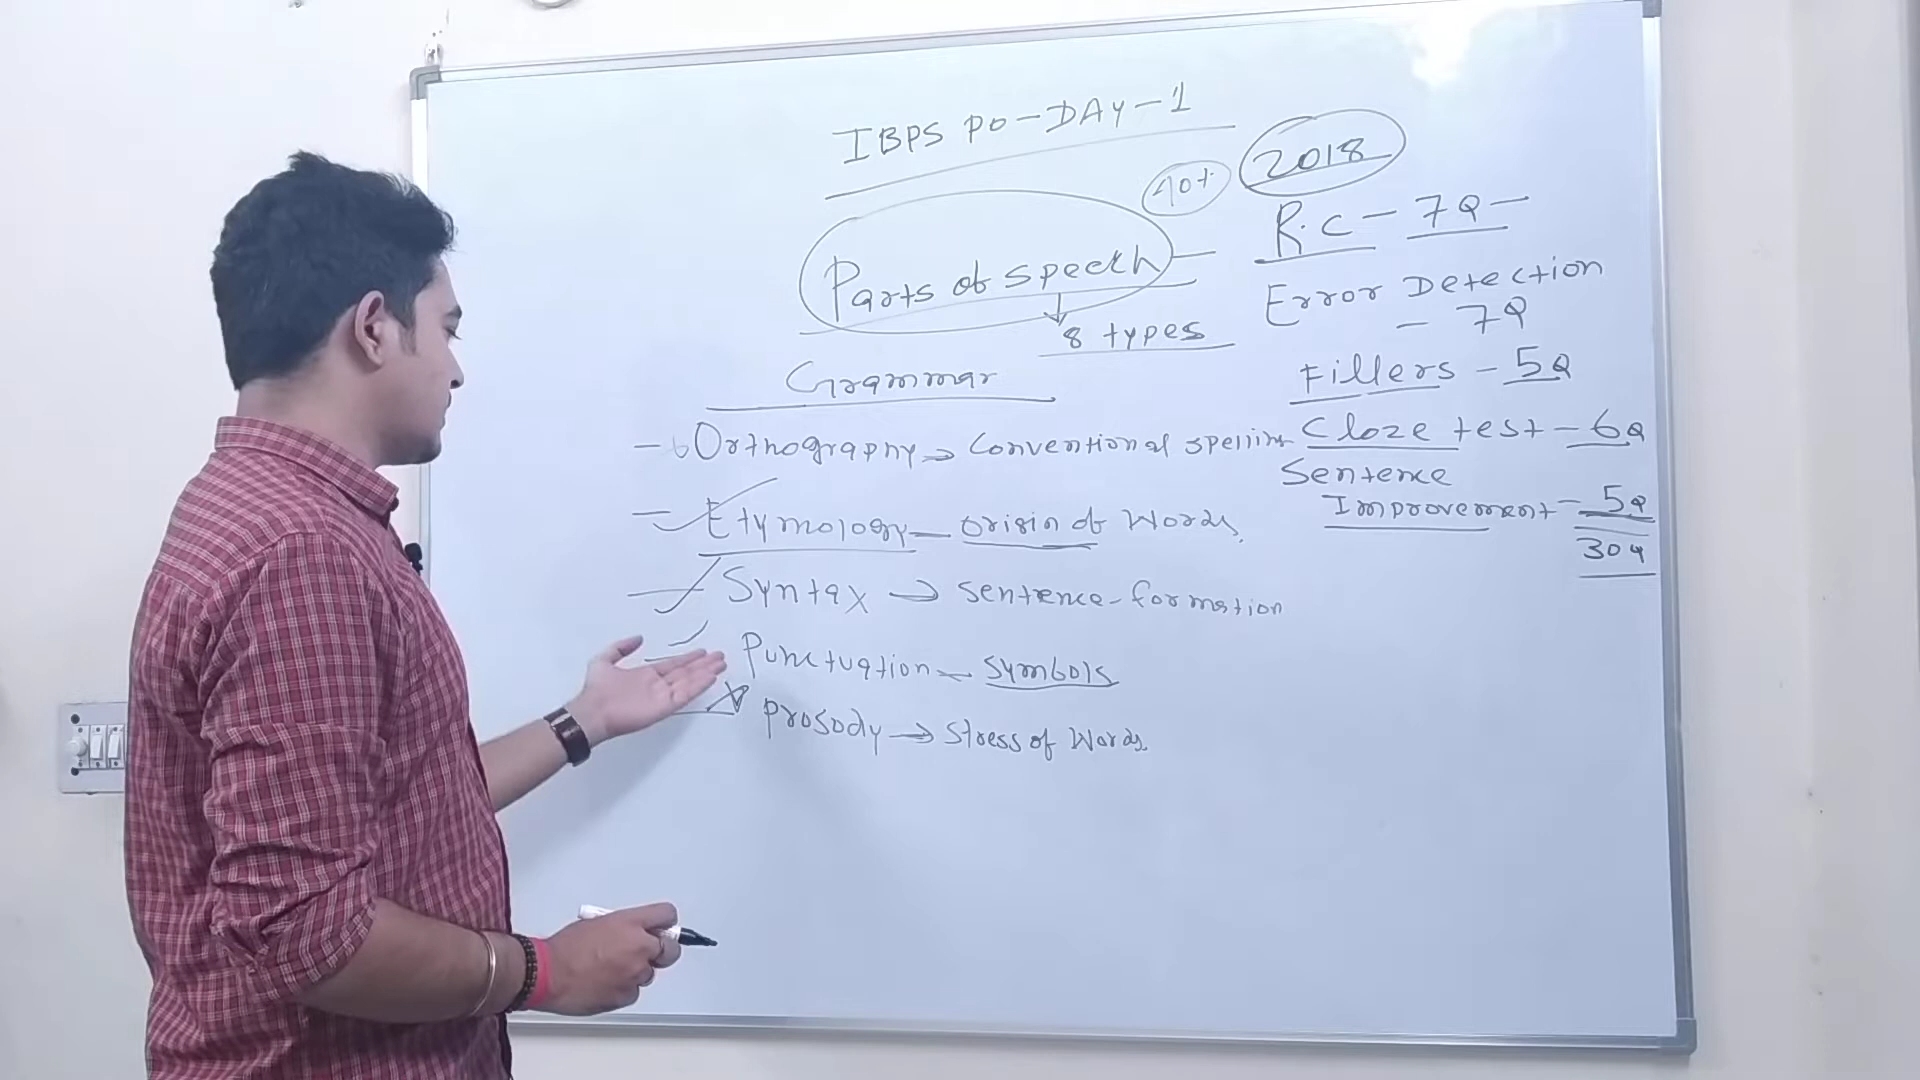 IBPS PO-DAY-1
40+
2018
Parts of speech
8 types
Grammar
Orthography → Conventional spelling
Etymology - origin of Words
Syntax → sentence-formation
Punctuation - symbols
Prosody → Stress of Words
R.C - 7Q -
Error Detection
- 7Q
Fillers - 5Q
Cloze test - 6Q
Sentence
Improvement - 5Q
30Q